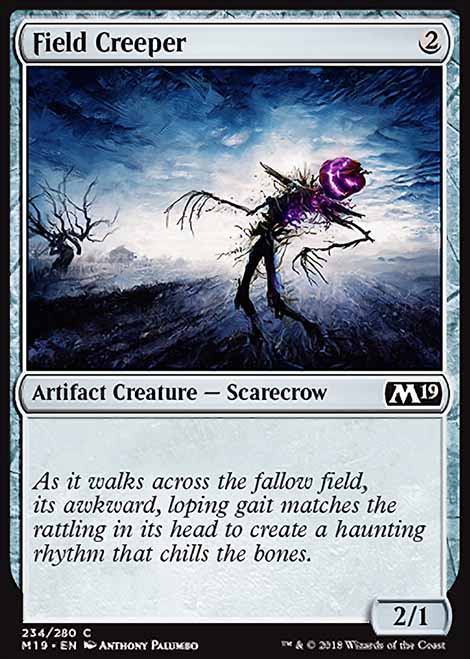 Field Creeper
2
Artifact Creature — Scarecrow
M19
As it walks across the fallow field,
its awkward, loping gait matches the
rattling in its head to create a haunting
rhythm that chills the bones.
2/1
234/280 C
M19 • EN Anthony Palumbo
™ & © 2018 Wizards of the Coast